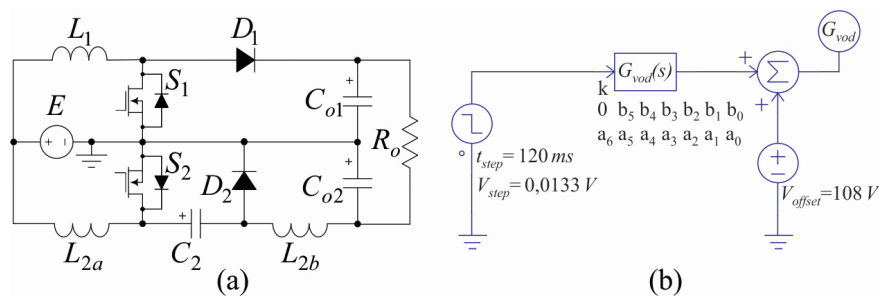 L1
D1
S1
E
Co1
Ro
S2
D2
Co2
L2a
C2
L2b
(a)
Gvod
Gvod(s)
k
0 b5 b4 b3 b2 b1 b0
a6 a5 a4 a3 a2 a1 a0
Σ
tstep= 120 ms
Vstep= 0,0133 V
Voffset=108 V
(b)